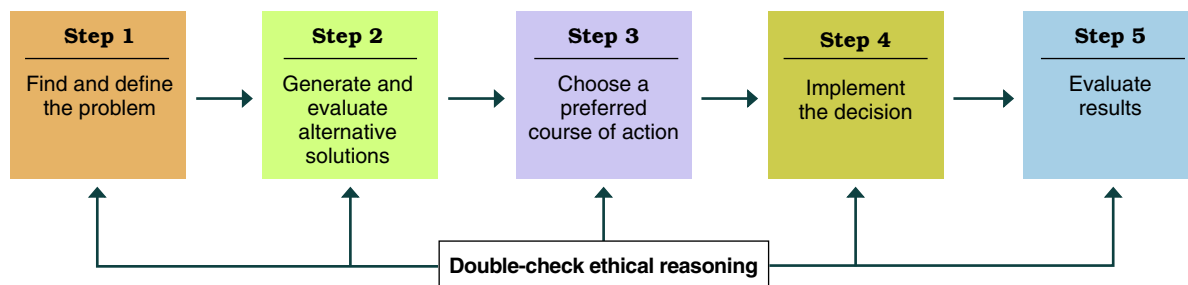 Step 1
Find and define
the problem
Step 2
Generate and
evaluate
alternative
solutions
Step 3
Choose a
preferred
course of action
Step 4
Implement
the decision
Step 5
Evaluate
results
Double-check ethical reasoning